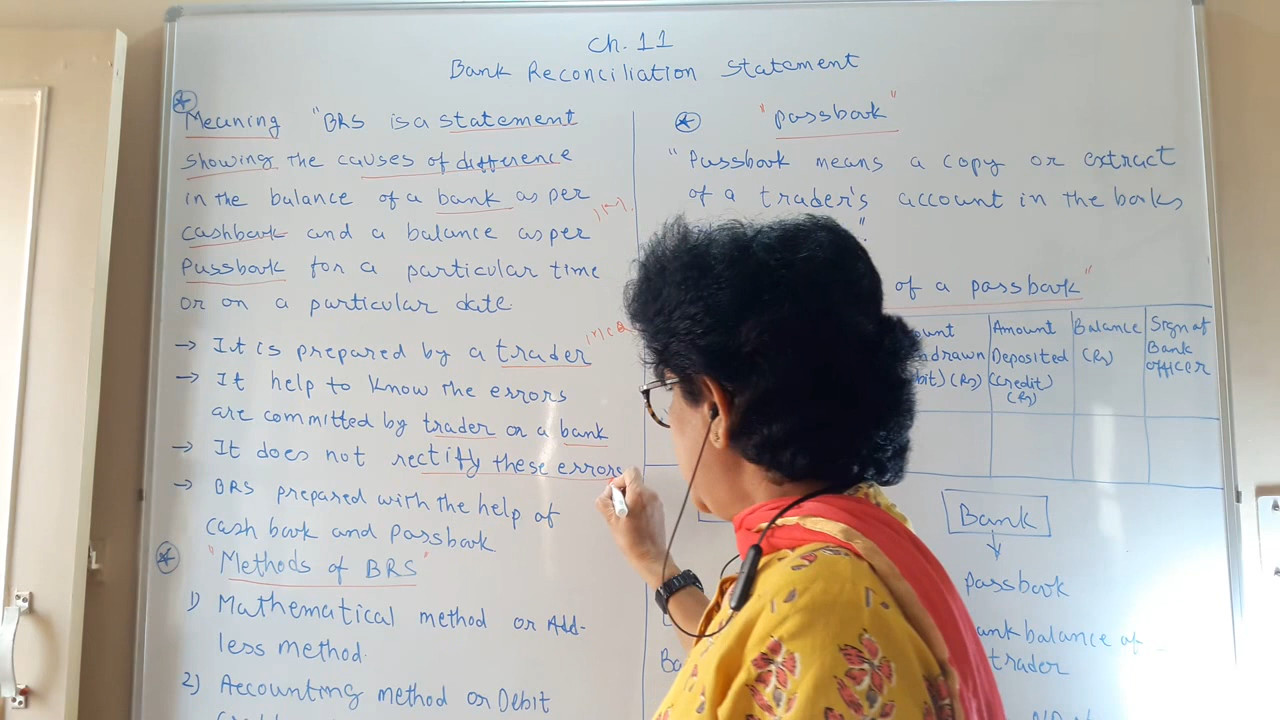 Ch. 11
Bank Reconciliation statement
Meaning "BRS is a statement
showing the causes of difference
in the balance of a bank as per
cashbook and a balance as per
Passbook for a particular time
or on a particular date.
→ It is prepared by a trader
→ It help to know the errors
are committed by trader or a bank
→ It does not rectify these errors
→ BRS prepared with the help of
cash book and Passbook
"Methods of BRS"
1) Mathematical method or Add-
less method.
2) Accounting method or Debit
"passbook"
"Passbook means a copy or extract
of a trader's account in the books
"
of a passbook"
Amount
Deposited
(credit)
(Rs)
Balance
(Rs)
Sign of
Bank
officer
Bank
Passbook
bank balance of
trader